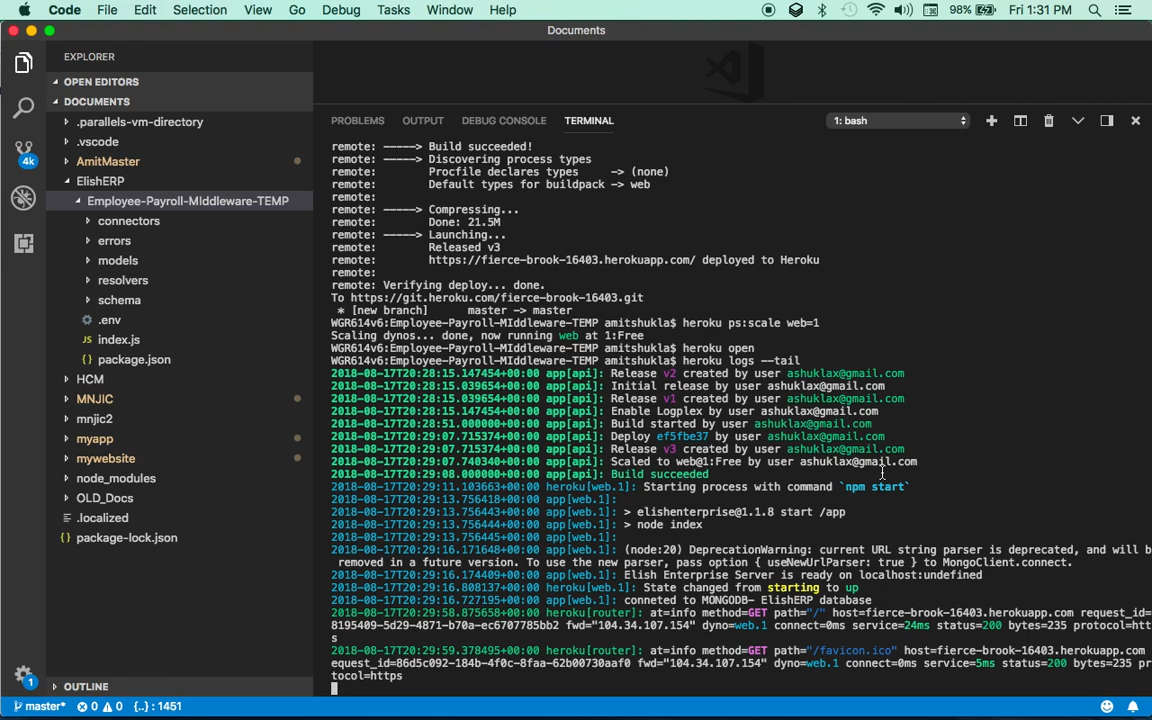 Code File Edit Selection View Go Debug Tasks Window Help 98% Fri 1:31 PM
Documents
EXPLORER
OPEN EDITORS
DOCUMENTS
.parallels-vm-directory
.vscode
AmitMaster
ElishERP
Employee-Payroll-MIddleware-TEMP
connectors
errors
models
resolvers
schema
.env
JS index.js
{} package.json
HCM
MNJIC
mnjic2
myapp
mywebsite
node_modules
OLD_Docs
.localized
{} package-lock.json
OUTLINE
4k
1
PROBLEMS OUTPUT DEBUG CONSOLE TERMINAL 1: bash
remote: -----> Build succeeded!
remote: -----> Discovering process types
remote:        Procfile declares types     -> (none)
remote:        Default types for buildpack -> web
remote:
remote: -----> Compressing...
remote:        Done: 21.5M
remote: -----> Launching...
remote:        Released v3
remote:        https://fierce-brook-16403.herokuapp.com/ deployed to Heroku
remote:
remote: Verifying deploy... done.
To https://git.heroku.com/fierce-brook-16403.git
* [new branch]      master -> master
WGR614v6:Employee-Payroll-MIddleware-TEMP amitshukla$ heroku ps:scale web=1
Scaling dynos... done, now running web at 1:Free
WGR614v6:Employee-Payroll-MIddleware-TEMP amitshukla$ heroku open
WGR614v6:Employee-Payroll-MIddleware-TEMP amitshukla$ heroku logs --tail
2018-08-17T20:28:15.147454+00:00 app[api]: Release v2 created by user ashuklax@gmail.com
2018-08-17T20:28:15.039654+00:00 app[api]: Initial release by user ashuklax@gmail.com
2018-08-17T20:28:15.039654+00:00 app[api]: Release v1 created by user ashuklax@gmail.com
2018-08-17T20:28:15.147454+00:00 app[api]: Enable Logplex by user ashuklax@gmail.com
2018-08-17T20:28:51.000000+00:00 app[api]: Build started by user ashuklax@gmail.com
2018-08-17T20:29:07.715374+00:00 app[api]: Deploy ef5fbe37 by user ashuklax@gmail.com
2018-08-17T20:29:07.715374+00:00 app[api]: Release v3 created by user ashuklax@gmail.com
2018-08-17T20:29:07.740340+00:00 app[api]: Scaled to web@1:Free by user ashuklax@gmail.com
2018-08-17T20:29:08.000000+00:00 app[api]: Build succeeded
2018-08-17T20:29:11.103663+00:00 heroku[web.1]: Starting process with command `npm start`
2018-08-17T20:29:13.756418+00:00 app[web.1]:
2018-08-17T20:29:13.756443+00:00 app[web.1]: > elishenterprise@1.1.8 start /app
2018-08-17T20:29:13.756444+00:00 app[web.1]: > node index
2018-08-17T20:29:13.756445+00:00 app[web.1]:
2018-08-17T20:29:16.171648+00:00 app[web.1]: (node:20) DeprecationWarning: current URL string parser is deprecated, and will b
removed in a future version. To use the new parser, pass option { useNewUrlParser: true } to MongoClient.connect.
2018-08-17T20:29:16.174409+00:00 app[web.1]: Elish Enterprise Server is ready on localhost:undefined
2018-08-17T20:29:16.808137+00:00 heroku[web.1]: State changed from starting to up
2018-08-17T20:29:16.727195+00:00 app[web.1]: conneted to MONGODB- ElishERP database
2018-08-17T20:29:58.875658+00:00 heroku[router]: at=info method=GET path="/" host=fierce-brook-16403.herokuapp.com request_id=
8195409-5d29-4871-b70a-ec6707785bb2 fwd="104.34.107.154" dyno=web.1 connect=0ms service=24ms status=200 bytes=235 protocol=htt
s
2018-08-17T20:29:59.378495+00:00 heroku[router]: at=info method=GET path="/favicon.ico" host=fierce-brook-16403.herokuapp.com
equest_id=86d5c092-184b-4f0c-8faa-62b00730aaf0 fwd="104.34.107.154" dyno=web.1 connect=0ms service=5ms status=200 bytes=235 pr
tocol=https
master* 0 0 {..} : 1451